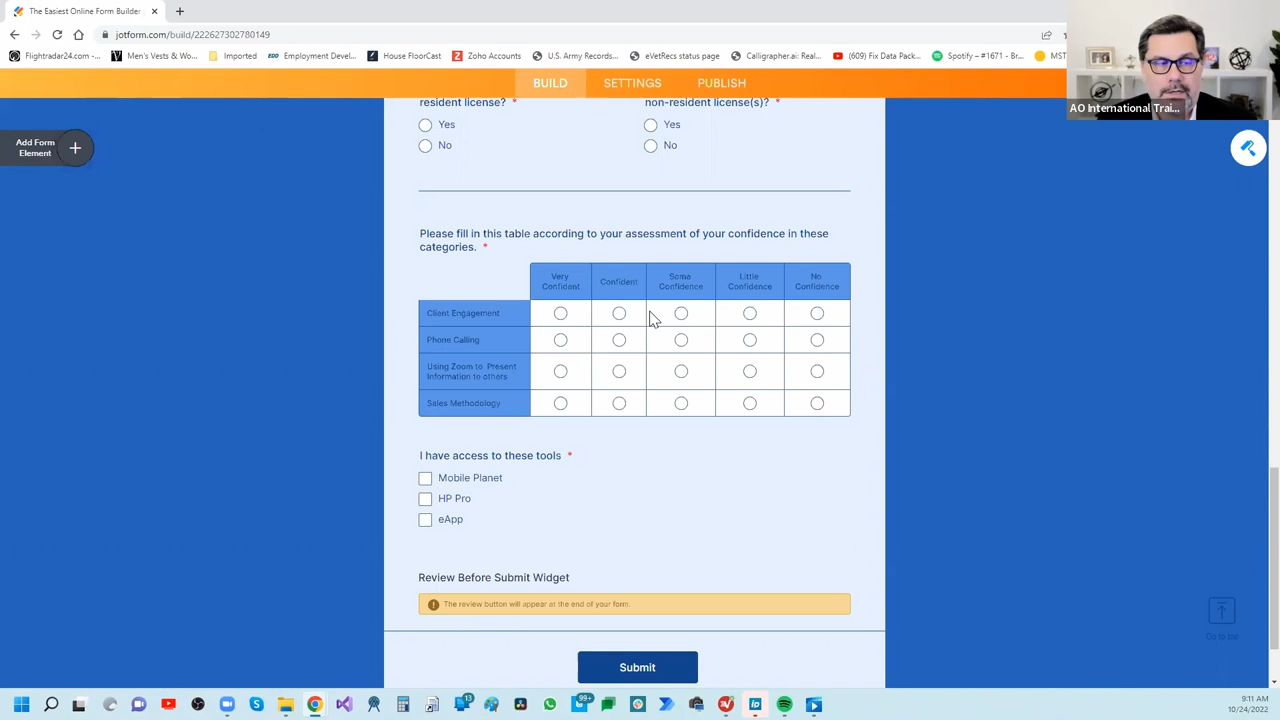 The Easiest Online Form Builder
jotform.com/build/222627302780149
Flightradar24.com -...
Men's Vests & Wo...
Imported
Employment Devel...
House FloorCast
Zoho Accounts
U.S. Army Records...
eVetRecs status page
Calligrapher.ai: Real...
(609) Fix Data Pack...
Spotify – #1671 - Br...
MST
AO International Trai...
BUILD
SETTINGS
PUBLISH
Add Form
Element
resident license? *
Yes
No
non-resident license(s)? *
Yes
No
Please fill in this table according to your assessment of your confidence in these
categories. *
Very
Confident
Confident
Some
Confidence
Little
Confidence
No
Confidence
Client Engagement
Phone Calling
Using Zoom to Present
Information to others
Sales Methodology
I have access to these tools *
Mobile Planet
HP Pro
eApp
Review Before Submit Widget
The review button will appear at the end of your form.
Go to top
Submit
13
99+
9:11 AM
10/24/2022